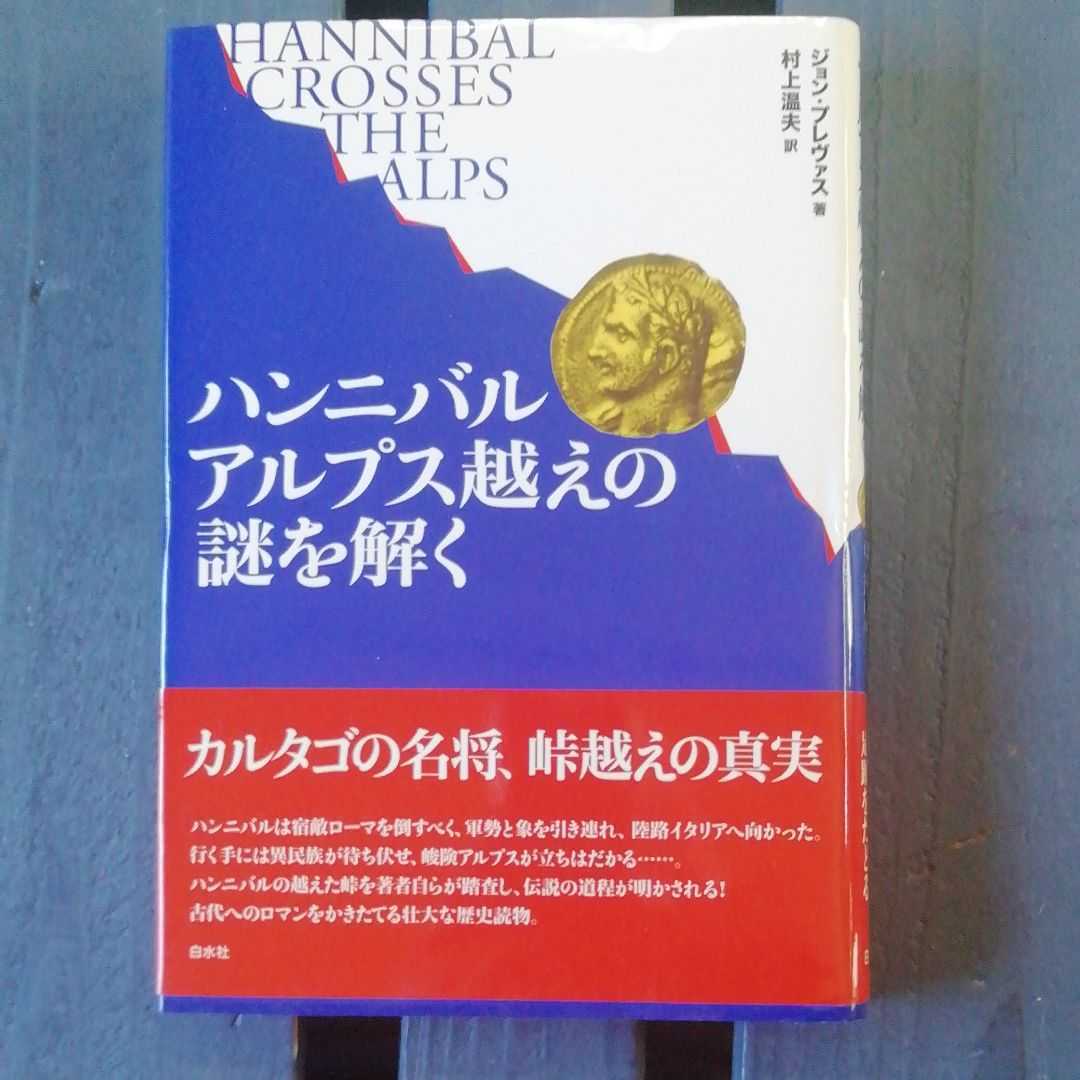 HANNIBAL
CROSSES
THE
ALPS
ジョン・プレヴァス 著
村上温夫 訳
ハンニバル
アルプス越えの
謎を解く
カルタゴの名将、峠越えの真実
ハンニバルは宿敵ローマを倒すべく、軍勢と象を引き連れ、陸路イタリアへ向かった。
行く手には異民族が待ち伏せ、峻険アルプスが立ちはだかる……。
ハンニバルの越えた峠を著者自らが踏査し、伝説の道程が明かされる!
古代へのロマンをかきたてる壮大な歴史読物。
白水社